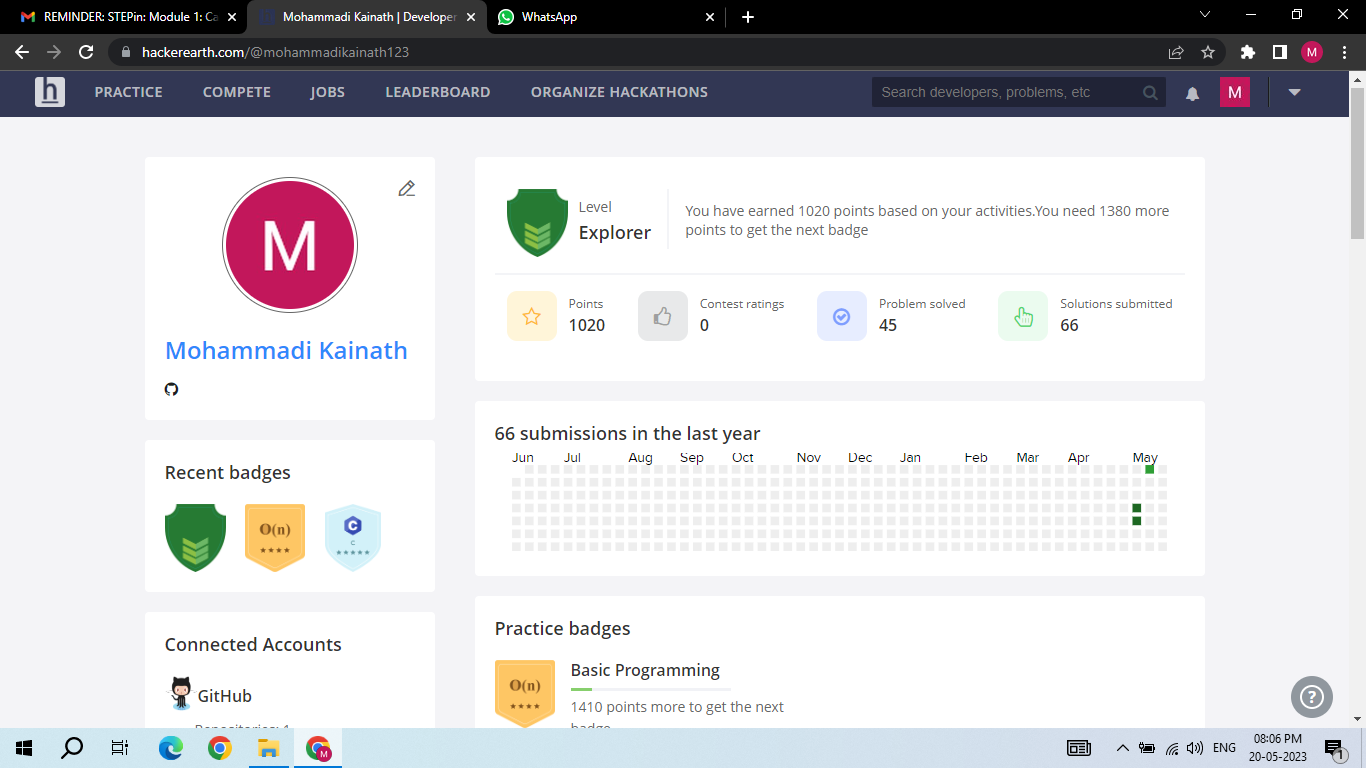 REMINDER: STEPin: Module 1: Ca
Mohammadi Kainath | Developer
WhatsApp
hackerearth.com/@mohammadikainath123
M
h
PRACTICE
COMPETE
JOBS
LEADERBOARD
ORGANIZE HACKATHONS
Search developers, problems, etc
M
M
Mohammadi Kainath
Level
Explorer
You have earned 1020 points based on your activities.You need 1380 more
points to get the next badge
Points
1020
Contest ratings
0
Problem solved
45
Solutions submitted
66
Recent badges
O(n)
C
C
66 submissions in the last year
Jun Jul Aug Sep Oct Nov Dec Jan Feb Mar Apr May
Connected Accounts
GitHub
Repositories: 1
Practice badges
O(n)
Basic Programming
1410 points more to get the next
badge
?
M
ENG
08:06 PM
20-05-2023
1